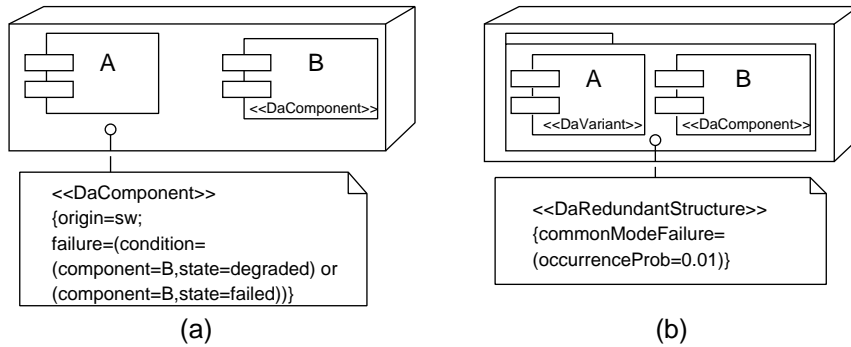 A
B
<<DaComponent>>
<<DaComponent>>
{origin=sw;
failure=(condition=
(component=B,state=degraded) or
(component=B,state=failed))}
(a)
A
B
<<DaVariant>>
<<DaComponent>>
<<DaRedundantStructure>>
{commonModeFailure=
(occurrenceProb=0.01)}
(b)